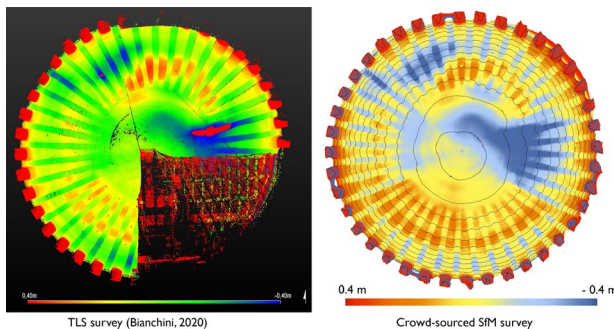 0,40m
-0,40m
0.4 m
- 0.4 m
TLS survey (Bianchini, 2020)
Crowd-sourced SfM survey